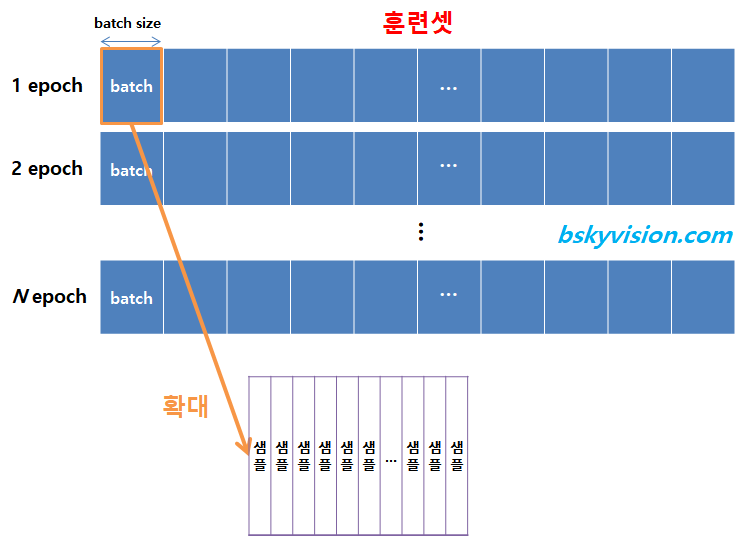 batch size
훈련셋
1 epoch
batch
...
2 epoch
batch
...
⋮
bskyvision.com
N epoch
batch
...
확대
샘플 샘플 샘플 샘플 샘플 샘플 ... 샘플 샘플 샘플